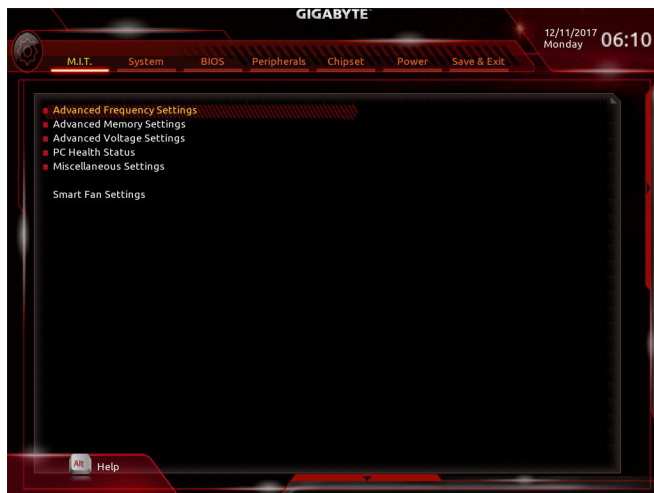 GIGABYTE™
12/11/2017 06:10
Monday
M.I.T. System BIOS Peripherals Chipset Power Save & Exit
Advanced Frequency Settings
Advanced Memory Settings
Advanced Voltage Settings
PC Health Status
Miscellaneous Settings
Smart Fan Settings
Alt Help